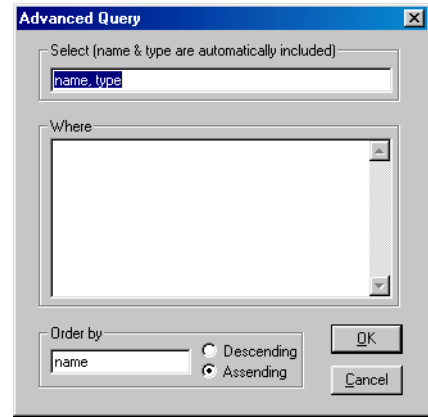 Advanced Query
Select (name & type are automatically included)
name, type
Where
Order by
name
Descending
Assending
OK
Cancel